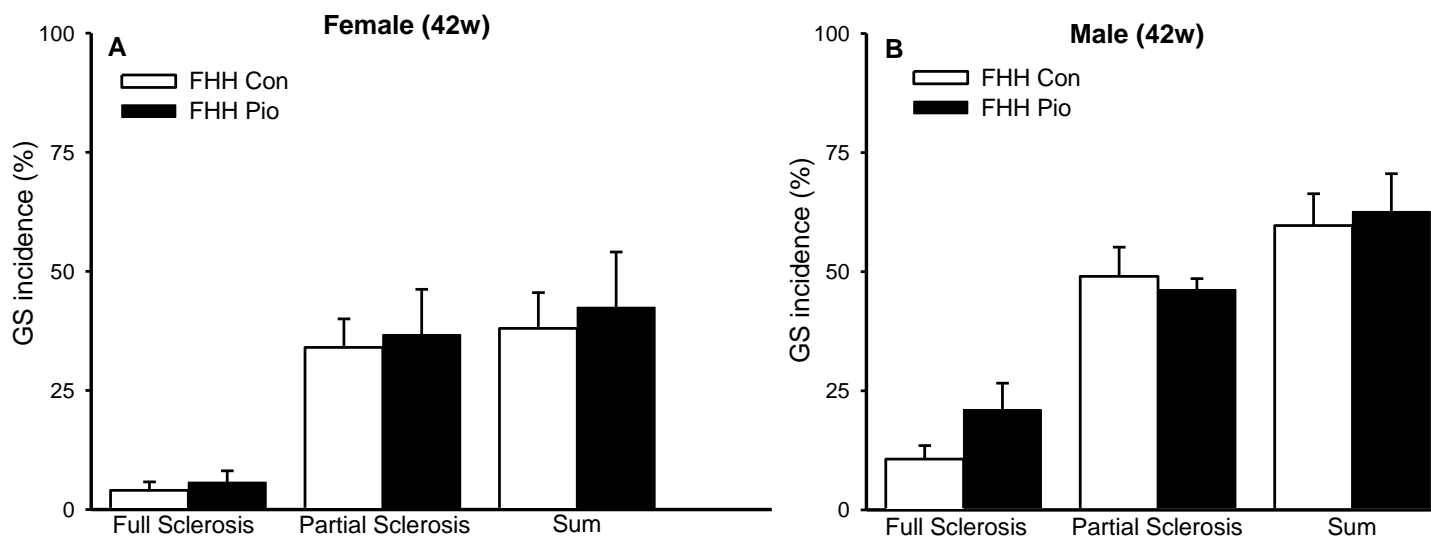 Female (42w)
A
FHH Con
FHH Pio
GS incidence (%)
100
75
50
25
0
Full Sclerosis
Partial Sclerosis
Sum
Male (42w)
B
FHH Con
FHH Pio
GS incidence (%)
100
75
50
25
0
Full Sclerosis
Partial Sclerosis
Sum